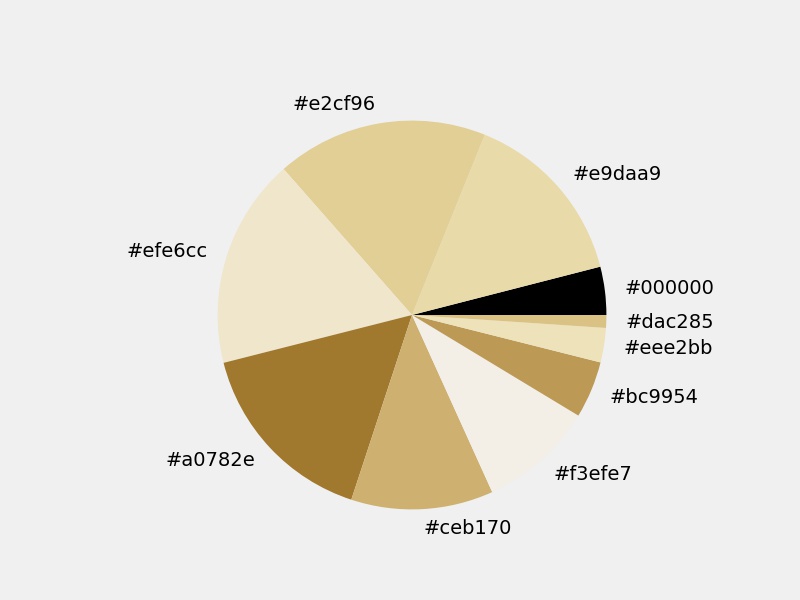 #e2cf96
#e9daa9
#efe6cc
#000000
#dac285
#eee2bb
#bc9954
#a0782e
#f3efe7
#ceb170